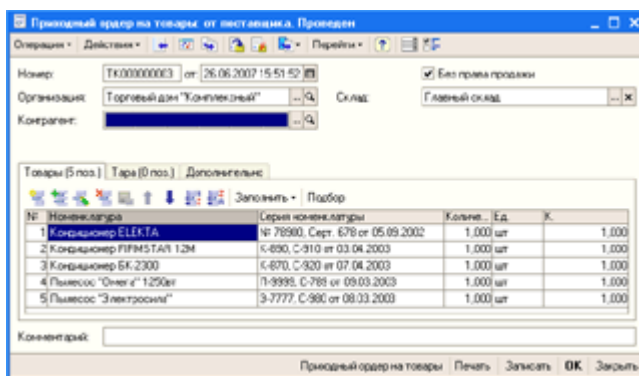 Приходный ордер на товары: от поставщика. Проведен
Операция Действия Перейти
Номер: ТК000000003 от: 26.06.2007 15:51:52 Без права продажи
Организация: Торговый дом "Комплексный" Склад: Главный склад
Контрагент:
Товары (5 поз.) Тара (0 поз.) Дополнительно
Заполнить Подбор
№ Номенклатура Серия номенклатуры Количе... Ед. К.
1 Кондиционер ELEKTA № 78900, Серт. 678 от 05.09.2002 1,000 шт 1,000
2 Кондиционер FIRMSTAR 12М К-890, С-910 от 03.04.2003 1,000 шт 1,000
3 Кондиционер БК-2300 К-870, С-920 от 07.04.2003 1,000 шт 1,000
4 Пылесос "Омега" 1250вт П-9999, С-789 от 09.03.2003 1,000 шт 1,000
5 Пылесос "Электросила" Э-7777, С-980 от 08.03.2003 1,000 шт 1,000
Комментарий:
Приходный ордер на товары Печать Записать OK Закрыть